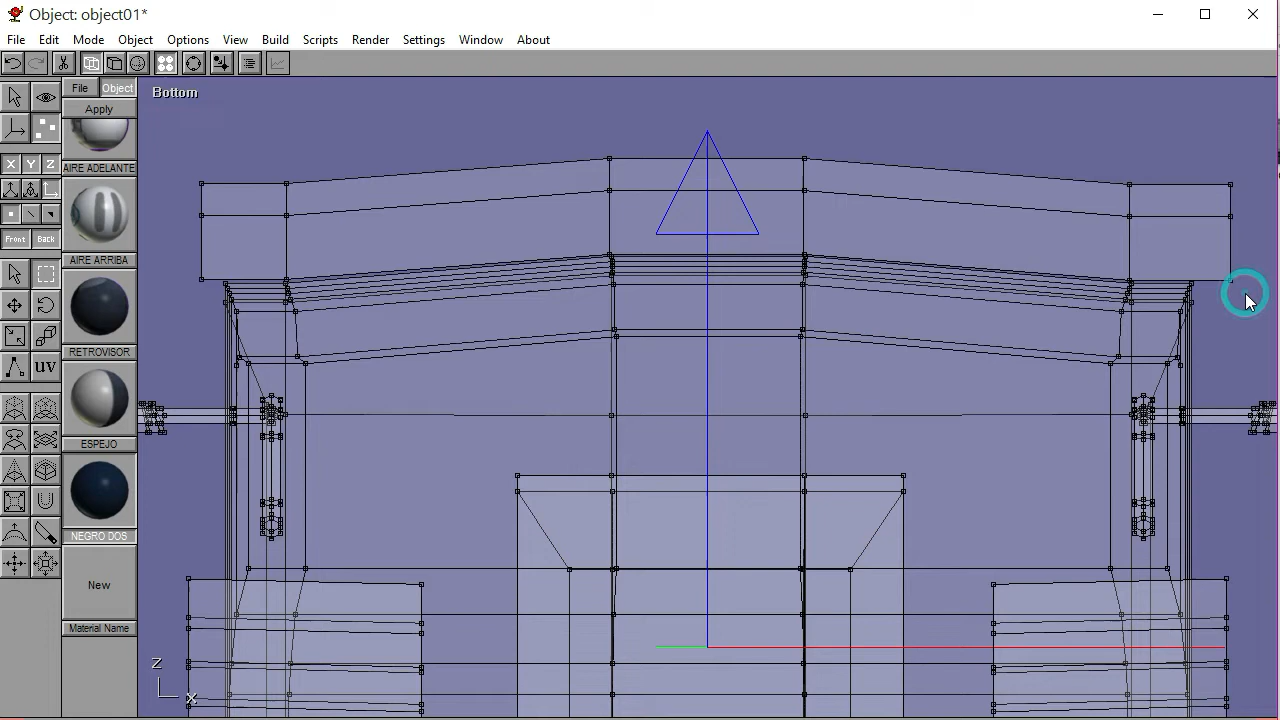 Object: object01*
File Edit Mode Object Options View Build Scripts Render Settings Window About
File Object
Apply
Bottom
AIRE ADELANTE
X Y Z
AIRE ARRIBA
Front Back
RETROVISOR
UV
ESPEJO
NEGRO DOS
New
Material Name
Z
X